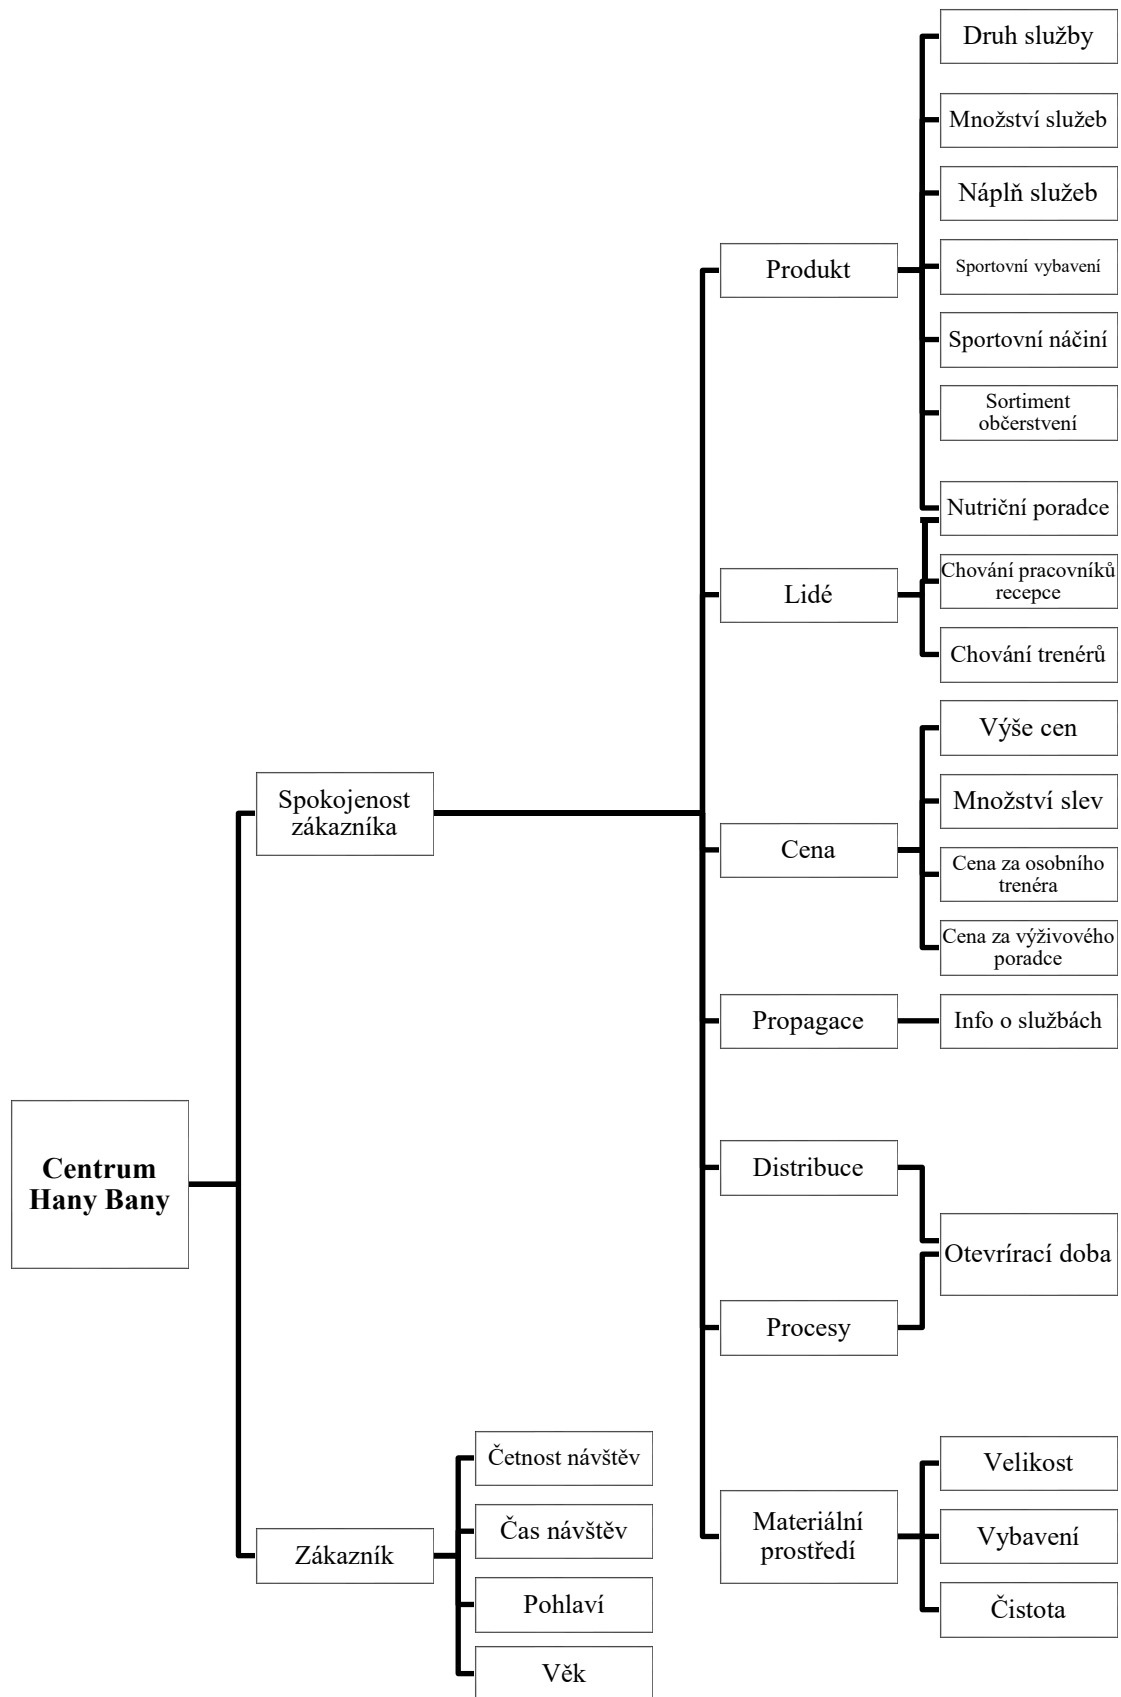 Druh služby
Množství služeb
Náplň služeb
Produkt
Sportovní vybavení
Sportovní náčiní
Sortiment
občerstvení
Nutriční poradce
Lidé
Chování pracovníků
recepce
Chování trenérů
Výše cen
Spokojenost
zákazníka
Množství slev
Cena
Cena za osobního
trenéra
Cena za výživového
poradce
Propagace
Info o službách
Centrum
Hany Bany
Distribuce
Otevrírací doba
Procesy
Četnost návštěv
Velikost
Čas návštěv
Materiální
prostředí
Vybavení
Zákazník
Pohlaví
Čistota
Věk